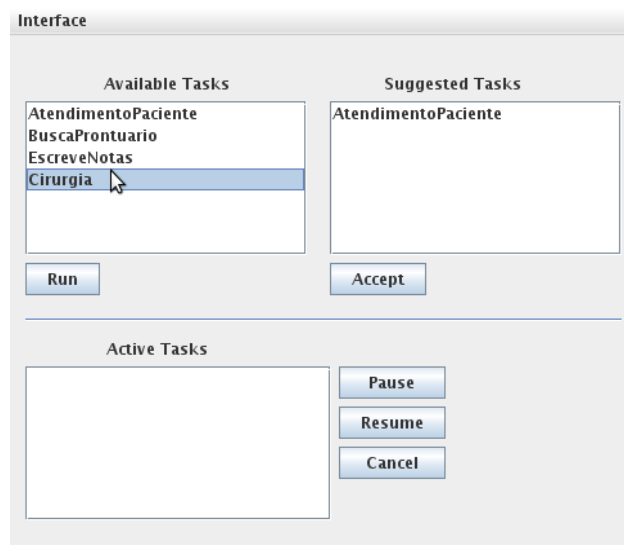 Interface
Available Tasks
AtendimentoPaciente
BuscaProntuario
EscreveNotas
Cirurgia
Run
Suggested Tasks
AtendimentoPaciente
Accept
Active Tasks
Pause
Resume
Cancel